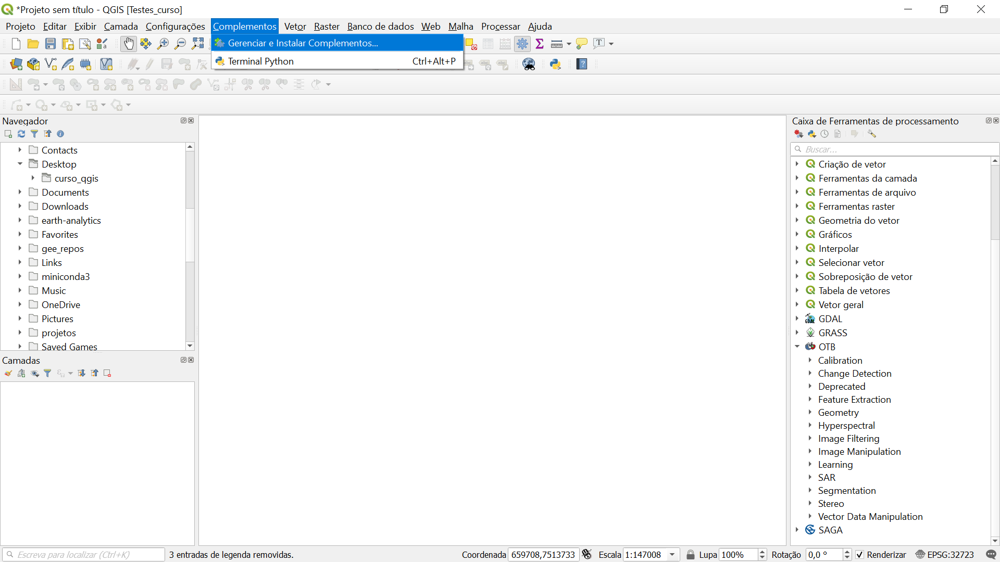 *Projeto sem título - QGIS [Testes_curso]
Projeto Editar Exibir Camada Configurações Complementos Vetor Raster Banco de dados Web Malha Processar Ajuda
Gerenciar e Instalar Complementos...
Terminal Python Ctrl+Alt+P
Navegador
Contacts
Desktop
curso_qgis
Documents
Downloads
earth-analytics
Favorites
gee_repos
Links
miniconda3
Music
OneDrive
Pictures
projetos
Saved Games
Camadas
Caixa de Ferramentas de processamento
Buscar...
Criação de vetor
Ferramentas da camada
Ferramentas de arquivo
Ferramentas raster
Geometria do vetor
Gráficos
Interpolar
Selecionar vetor
Sobreposição de vetor
Tabela de vetores
Vetor geral
GDAL
GRASS
OTB
Calibration
Change Detection
Deprecated
Feature Extraction
Geometry
Hyperspectral
Image Filtering
Image Manipulation
Learning
SAR
Segmentation
Stereo
Vector Data Manipulation
SAGA
Escreva para localizar (Ctrl+K) 3 entradas de legenda removidas. Coordenada 659708,7513733 Escala 1:147008 Lupa 100% Rotação 0,0 ° Renderizar EPSG:32723